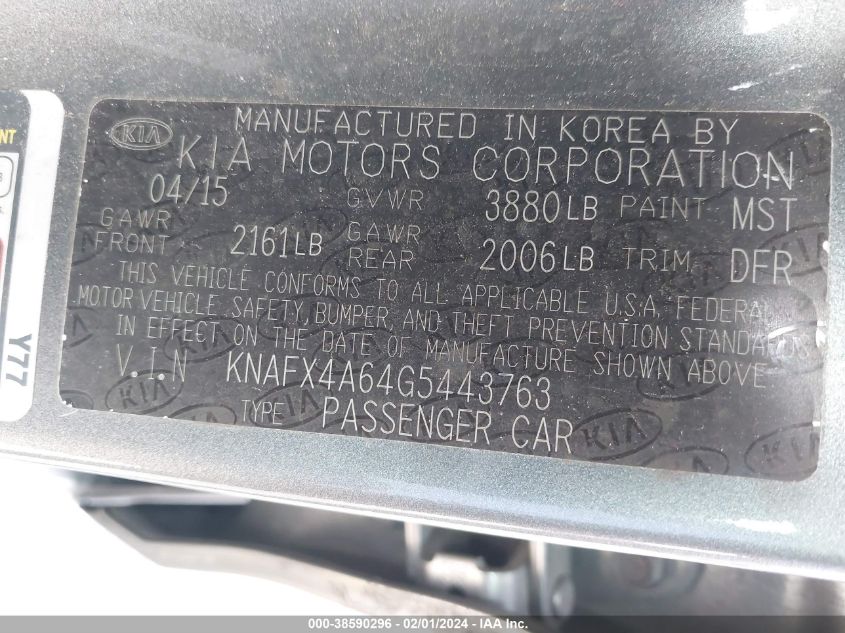 KIA
MANUFACTURED IN KOREA BY
KIA MOTORS CORPORATION
04/15 GVWR 3880LB PAINT MST
GAWR FRONT 2161LB GAWR REAR 2006LB TRIM DFR
THIS VEHICLE CONFORMS TO ALL APPLICABLE U.S.A. FEDERAL
MOTOR VEHICLE SAFETY, BUMPER, AND THEFT PREVENTION STANDARDS
IN EFFECT ON THE DATE OF MANUFACTURE SHOWN ABOVE
V.I.N KNAFX4A64G5443763
TYPE PASSENGER CAR
Y77
000-38590296 - 02/01/2024 - IAA Inc.